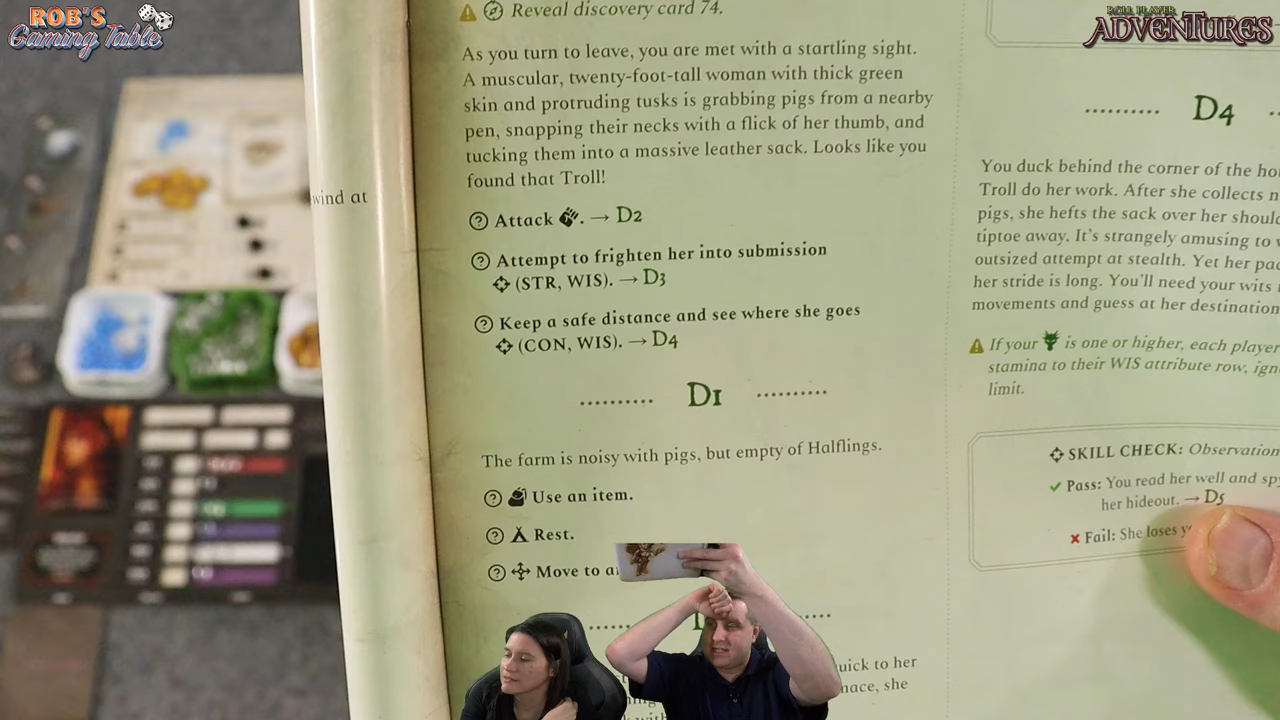 ROB'S
Gaming Table
ROLE PLAYER
ADVENTURES
wind at
Reveal discovery card 74.
As you turn to leave, you are met with a startling sight.
A muscular, twenty-foot-tall woman with thick green
skin and protruding tusks is grabbing pigs from a nearby
pen, snapping their necks with a flick of her thumb, and
tucking them into a massive leather sack. Looks like you
found that Troll!
Attack . → D2
Attempt to frighten her into submission
(STR, WIS). → D3
Keep a safe distance and see where she goes
(CON, WIS). → D4
D1
The farm is noisy with pigs, but empty of Halflings.
Use an item.
Rest.
Move to
uick to her
nace, she
D4
You duck behind the corner of the
Troll do her work. After she collects
pigs, she hefts the sack over her
tiptoe away. It's strangely amusing to
outsized attempt at stealth. Yet her
her stride is long. You'll need your wits
movements and guess at her destination
If your is one or higher, each player
stamina to their WIS attribute row,
limit.
SKILL CHECK: Observation
Pass: You read her well and
her hideout. → D5
Fail: She loses